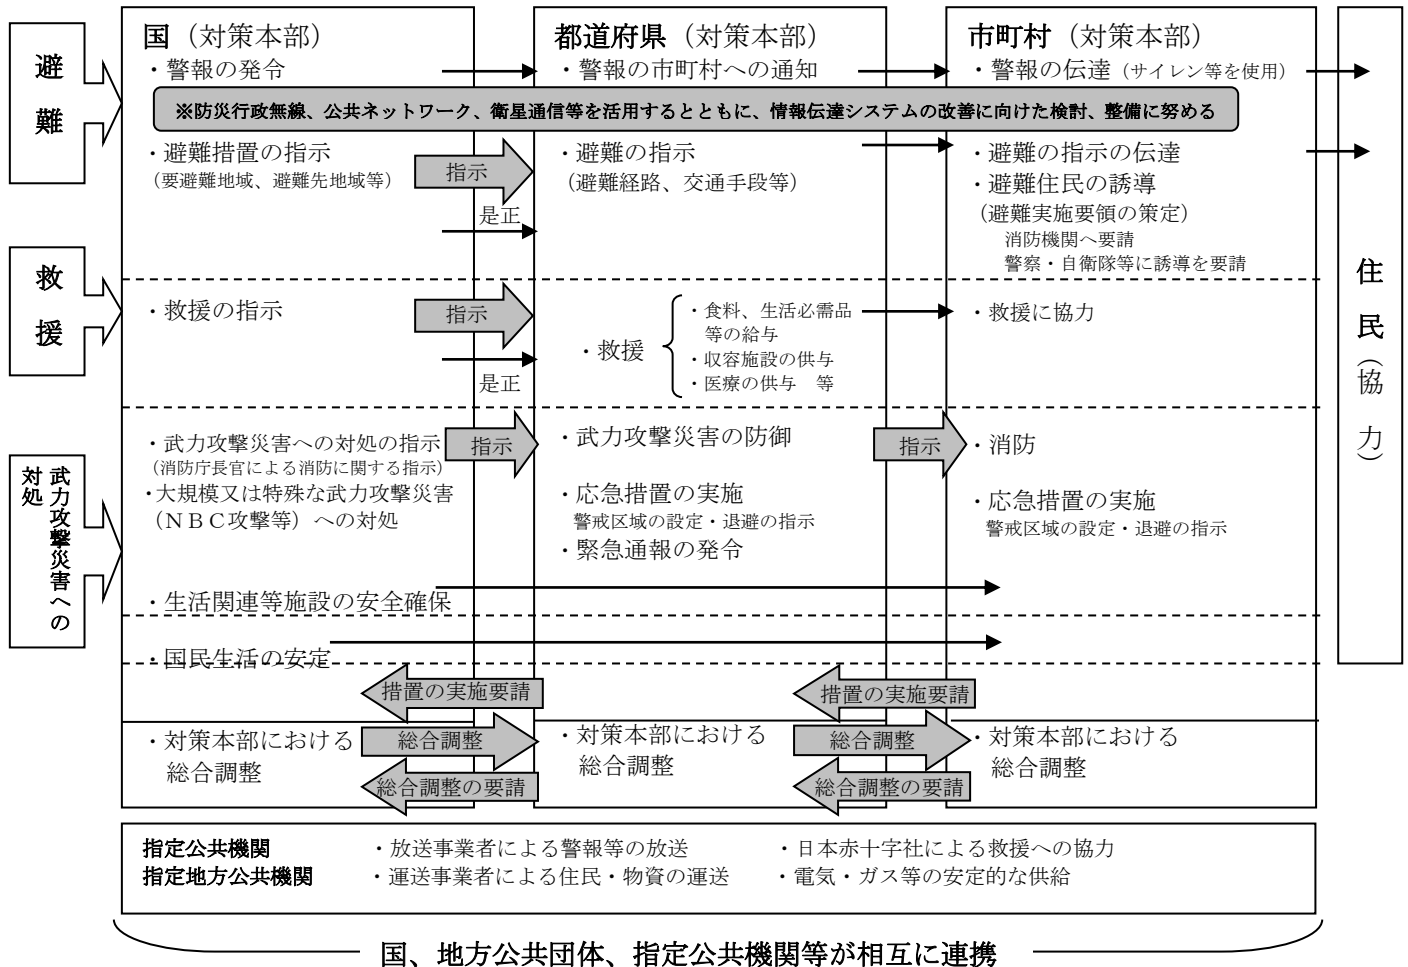 避難
国（対策本部）
・警報の発令
都道府県（対策本部）
・警報の市町村への通知
市町村（対策本部）
・警報の伝達（サイレン等を使用）
※防災行政無線、公共ネットワーク、衛星通信等を活用するとともに、情報伝達システムの改善に向けた検討、整備に努める
・避難措置の指示
（要避難地域、避難先地域等）
指示
是正
・避難の指示
（避難経路、交通手段等）
・避難の指示の伝達
・避難住民の誘導
（避難実施要領の策定）
消防機関へ要請
警察・自衛隊等に誘導を要請
救援
・救援の指示
指示
是正
・救援
・食料、生活必需品
等の給与
・収容施設の供与
・医療の供与　等
・救援に協力
武力攻撃災害への
対処
・武力攻撃災害への対処の指示
（消防庁長官による消防に関する指示）
・大規模又は特殊な武力攻撃災害
（ＮＢＣ攻撃等）への対処
指示
・武力攻撃災害の防御
・応急措置の実施
警戒区域の設定・退避の指示
・緊急通報の発令
指示
・消防
・応急措置の実施
警戒区域の設定・退避の指示
・生活関連等施設の安全確保
・国民生活の安定
措置の実施要請
措置の実施要請
・対策本部における
総合調整
総合調整
総合調整の要請
・対策本部における
総合調整
総合調整
総合調整の要請
・対策本部における
総合調整
住民（協力）
指定公共機関
・放送事業者による警報等の放送
・日本赤十字社による救援への協力
指定地方公共機関
・運送事業者による住民・物資の運送
・電気・ガス等の安定的な供給
国、地方公共団体、指定公共機関等が相互に連携